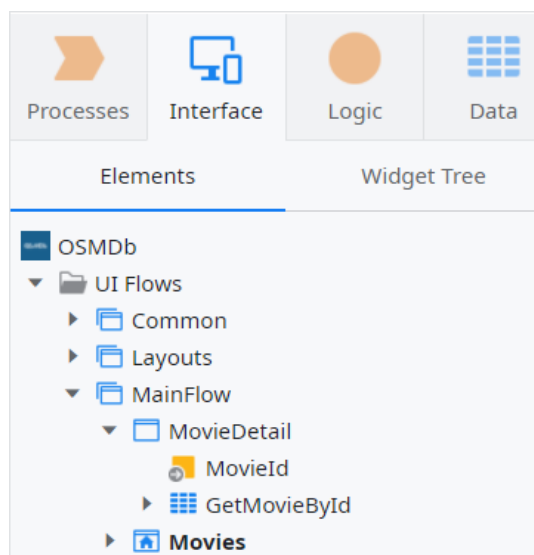 Processes Interface Logic Data
Elements Widget Tree
OSMDb
UI Flows
Common
Layouts
MainFlow
MovieDetail
MovieId
GetMovieById
Movies